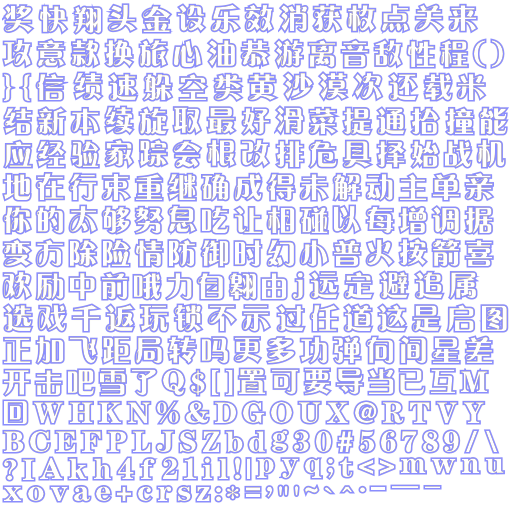 奖快翔头金设乐效消获枚点关来
攻意款换旅心油恭游离音敌性程()
}{信绩速躲空类黄沙漠次还载米
结新本续旋取最好滑菜提通拾撞能
应经验家踪会根改排危具择始战机
地在行束重继确成得未解动主单亲
你的太够努息吃让相碰以每增调据
变方除险情防御时幻小普火按箭喜
欢励中前哦力自翱由j远定避追属
选戏千近玩锁不示过任道这是启图
正加飞距局转吗更多功弹向间星差
开击吧雪了Q$[]置可要导当已互M
回WHKN%&DGOUX@RTVY
BCEFPLJSZbdg30#56789/\
?IAkh4f21il!|pyq;t<>mwnu
xovae+crsz:*=,"'~`^·-—–